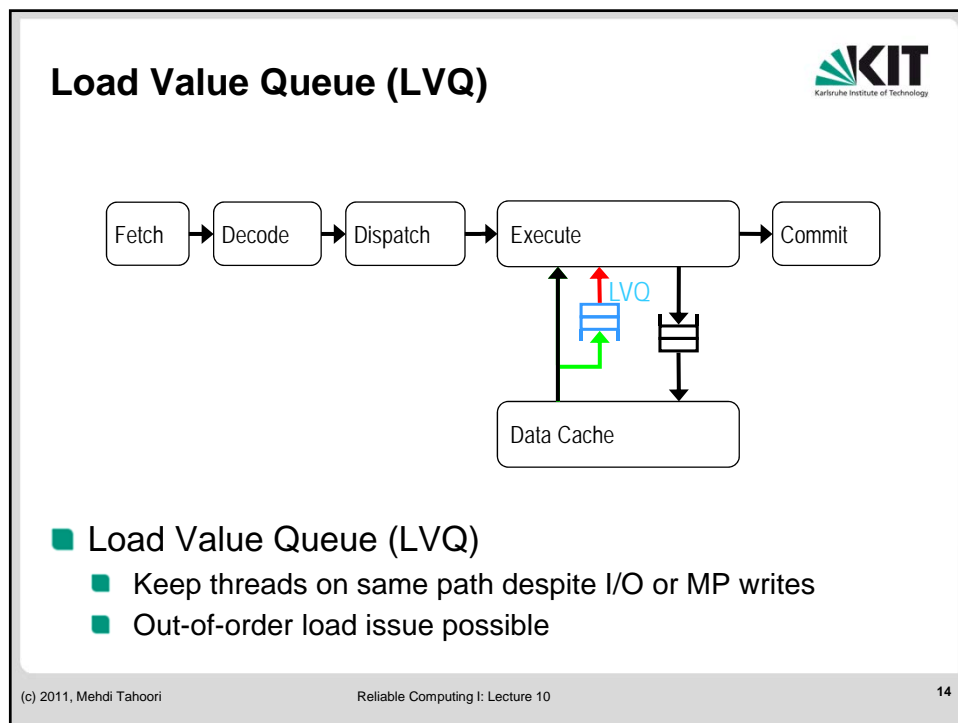 Load Value Queue (LVQ)
KIT
Karlsruhe Institute of Technology
Fetch
Decode
Dispatch
Execute
Commit
LVQ
Data Cache
Load Value Queue (LVQ)
Keep threads on same path despite I/O or MP writes
Out-of-order load issue possible
(c) 2011, Mehdi Tahoori
Reliable Computing I: Lecture 10
14